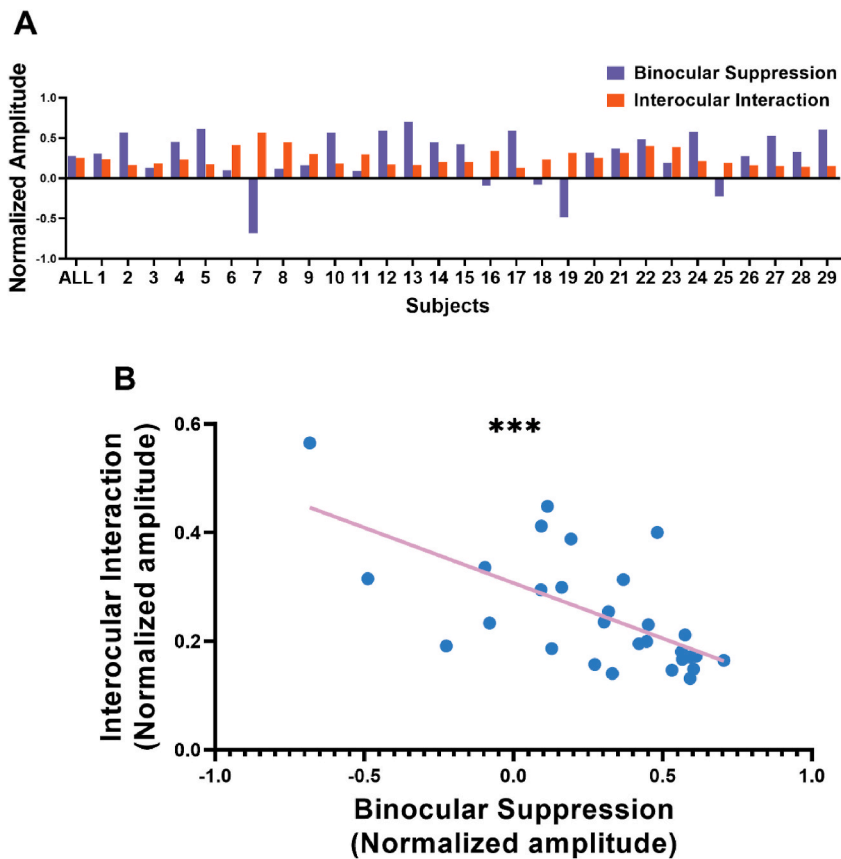 A
Binocular Suppression
Interocular Interaction
Normalized Amplitude
1.0
0.5
0.0
-0.5
-1.0
ALL 1 2 3 4 5 6 7 8 9 10 11 12 13 14 15 16 17 18 19 20 21 22 23 24 25 26 27 28 29
Subjects
B
***
Interocular Interaction
(Normalized amplitude)
0.6
0.4
0.2
0.0
-1.0 -0.5 0.0 0.5 1.0
Binocular Suppression
(Normalized amplitude)